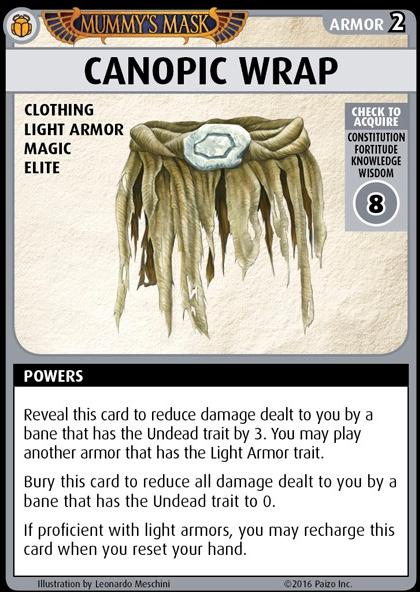 MUMMY'S MASK
ARMOR 2
CANOPIC WRAP
CLOTHING
LIGHT ARMOR
MAGIC
ELITE
CHECK TO
ACQUIRE
CONSTITUTION
FORTITUDE
KNOWLEDGE
WISDOM
8
POWERS
Reveal this card to reduce damage dealt to you by a
bane that has the Undead trait by 3. You may play
another armor that has the Light Armor trait.
Bury this card to reduce all damage dealt to you by a
bane that has the Undead trait to 0.
If proficient with light armors, you may recharge this
card when you reset your hand.
Illustration by Leonardo Meschini
©2016 Paizo Inc.